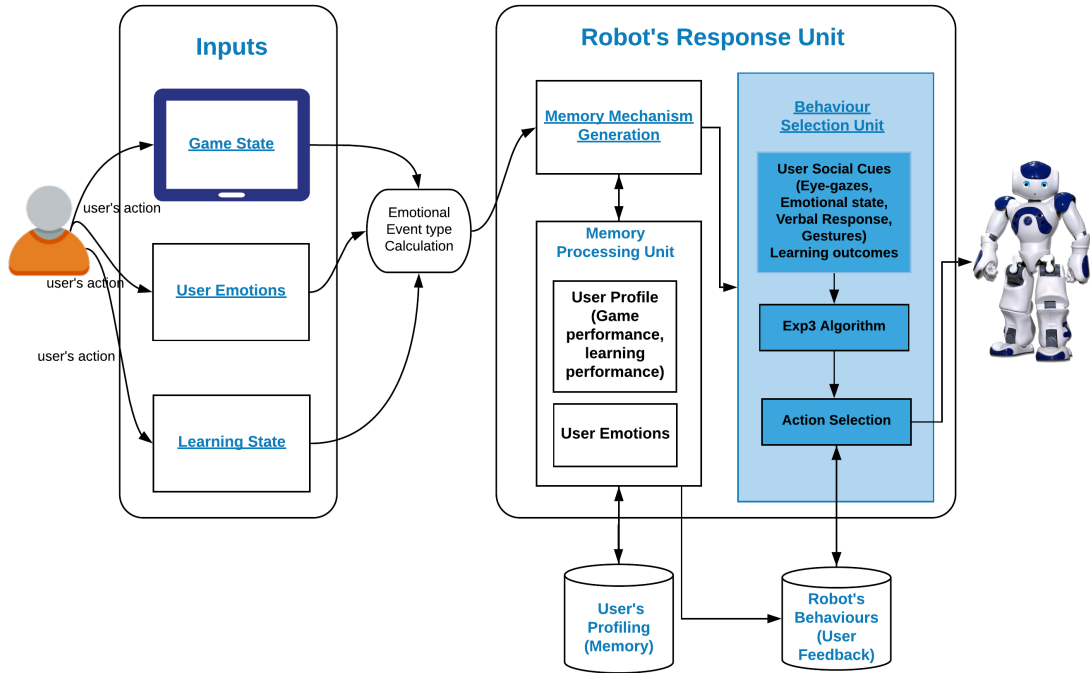 Inputs
Game State
user's action
User Emotions
user's action
user's action
Learning State
Emotional
Event type
Calculation
Robot's Response Unit
Memory Mechanism
Generation
Memory
Processing Unit
User Profile
(Game
performance,
learning
performance)
User Emotions
Behaviour
Selection Unit
User Social Cues
(Eye-gazes,
Emotional state,
Verbal Response,
Gestures)
Learning outcomes
Exp3 Algorithm
Action Selection
User's
Profiling
(Memory)
Robot's
Behaviours
(User
Feedback)